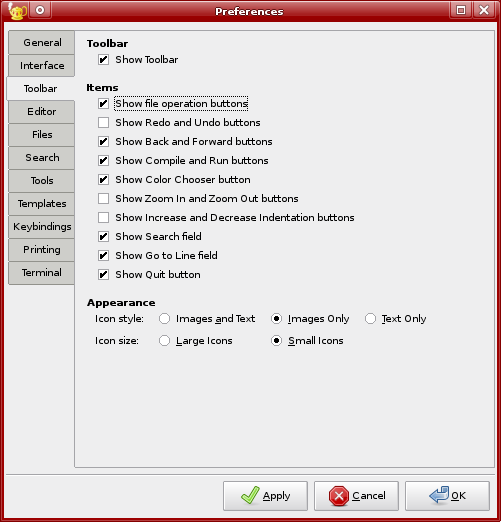 Preferences
General
Interface
Toolbar
Editor
Files
Search
Tools
Templates
Keybindings
Printing
Terminal
Toolbar
Show Toolbar
Items
Show file operation buttons
Show Redo and Undo buttons
Show Back and Forward buttons
Show Compile and Run buttons
Show Color Chooser button
Show Zoom In and Zoom Out buttons
Show Increase and Decrease Indentation buttons
Show Search field
Show Go to Line field
Show Quit button
Appearance
Icon style: Images and Text Images Only Text Only
Icon size: Large Icons Small Icons
Apply Cancel OK